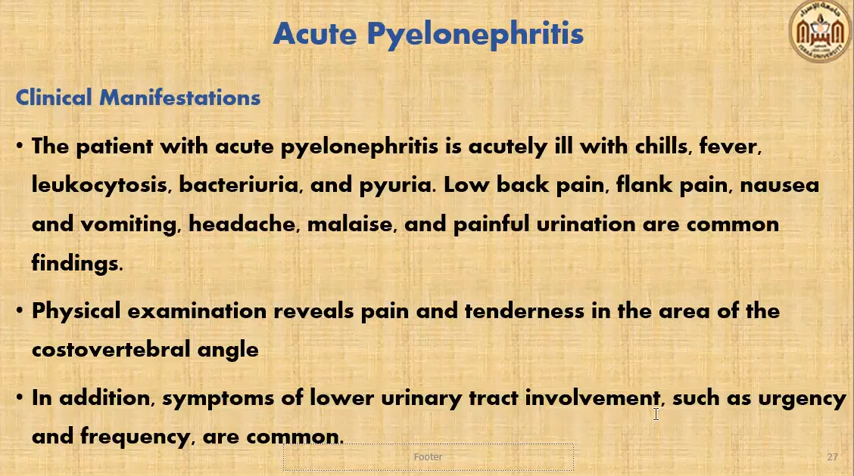 Acute Pyelonephritis
Clinical Manifestations
• The patient with acute pyelonephritis is acutely ill with chills, fever,
leukocytosis, bacteriuria, and pyuria. Low back pain, flank pain, nausea
and vomiting, headache, malaise, and painful urination are common
findings.
• Physical examination reveals pain and tenderness in the area of the
costovertebral angle
• In addition, symptoms of lower urinary tract involvement, such as urgency
and frequency, are common.
Footer
27